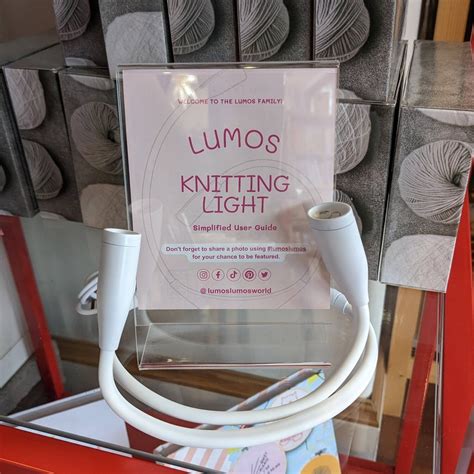 WELCOME TO THE LUMOS FAMILY!
LUMOS
KNITTING
LIGHT
Simplified User Guide
Don't forget to share a photo using #lumoslumos
for your chance to be featured.
@lumoslumosworld